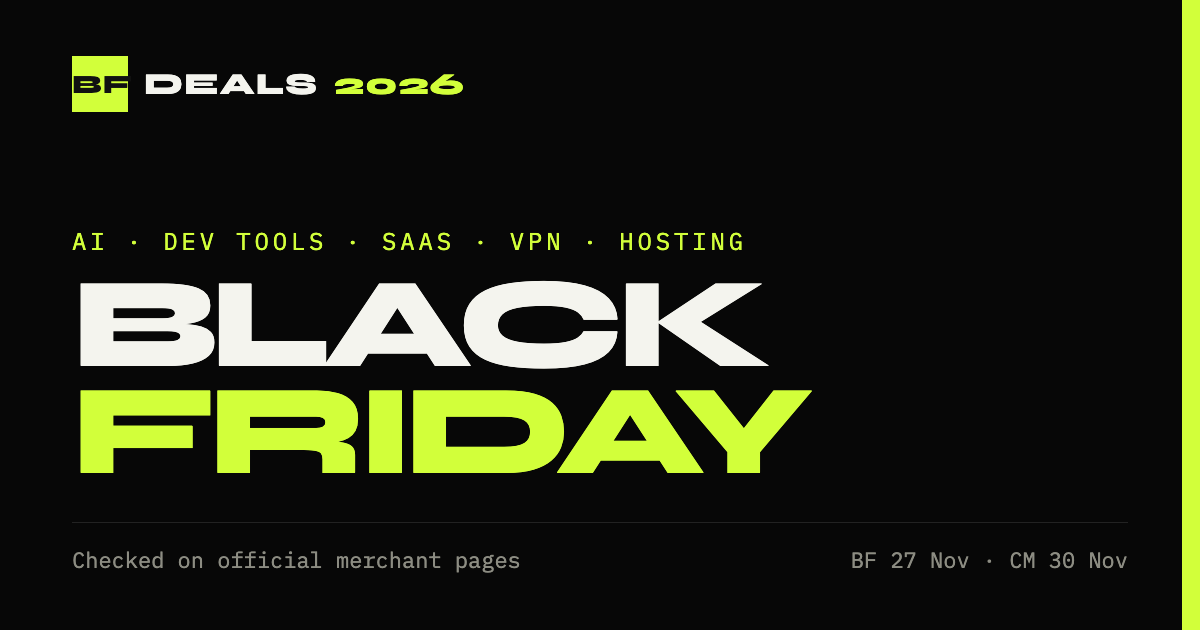 BF DEALS 2026
AI · DEV TOOLS · SAAS · VPN · HOSTING
BLACK
FRIDAY
Checked on official merchant pages
BF 27 Nov · CM 30 Nov